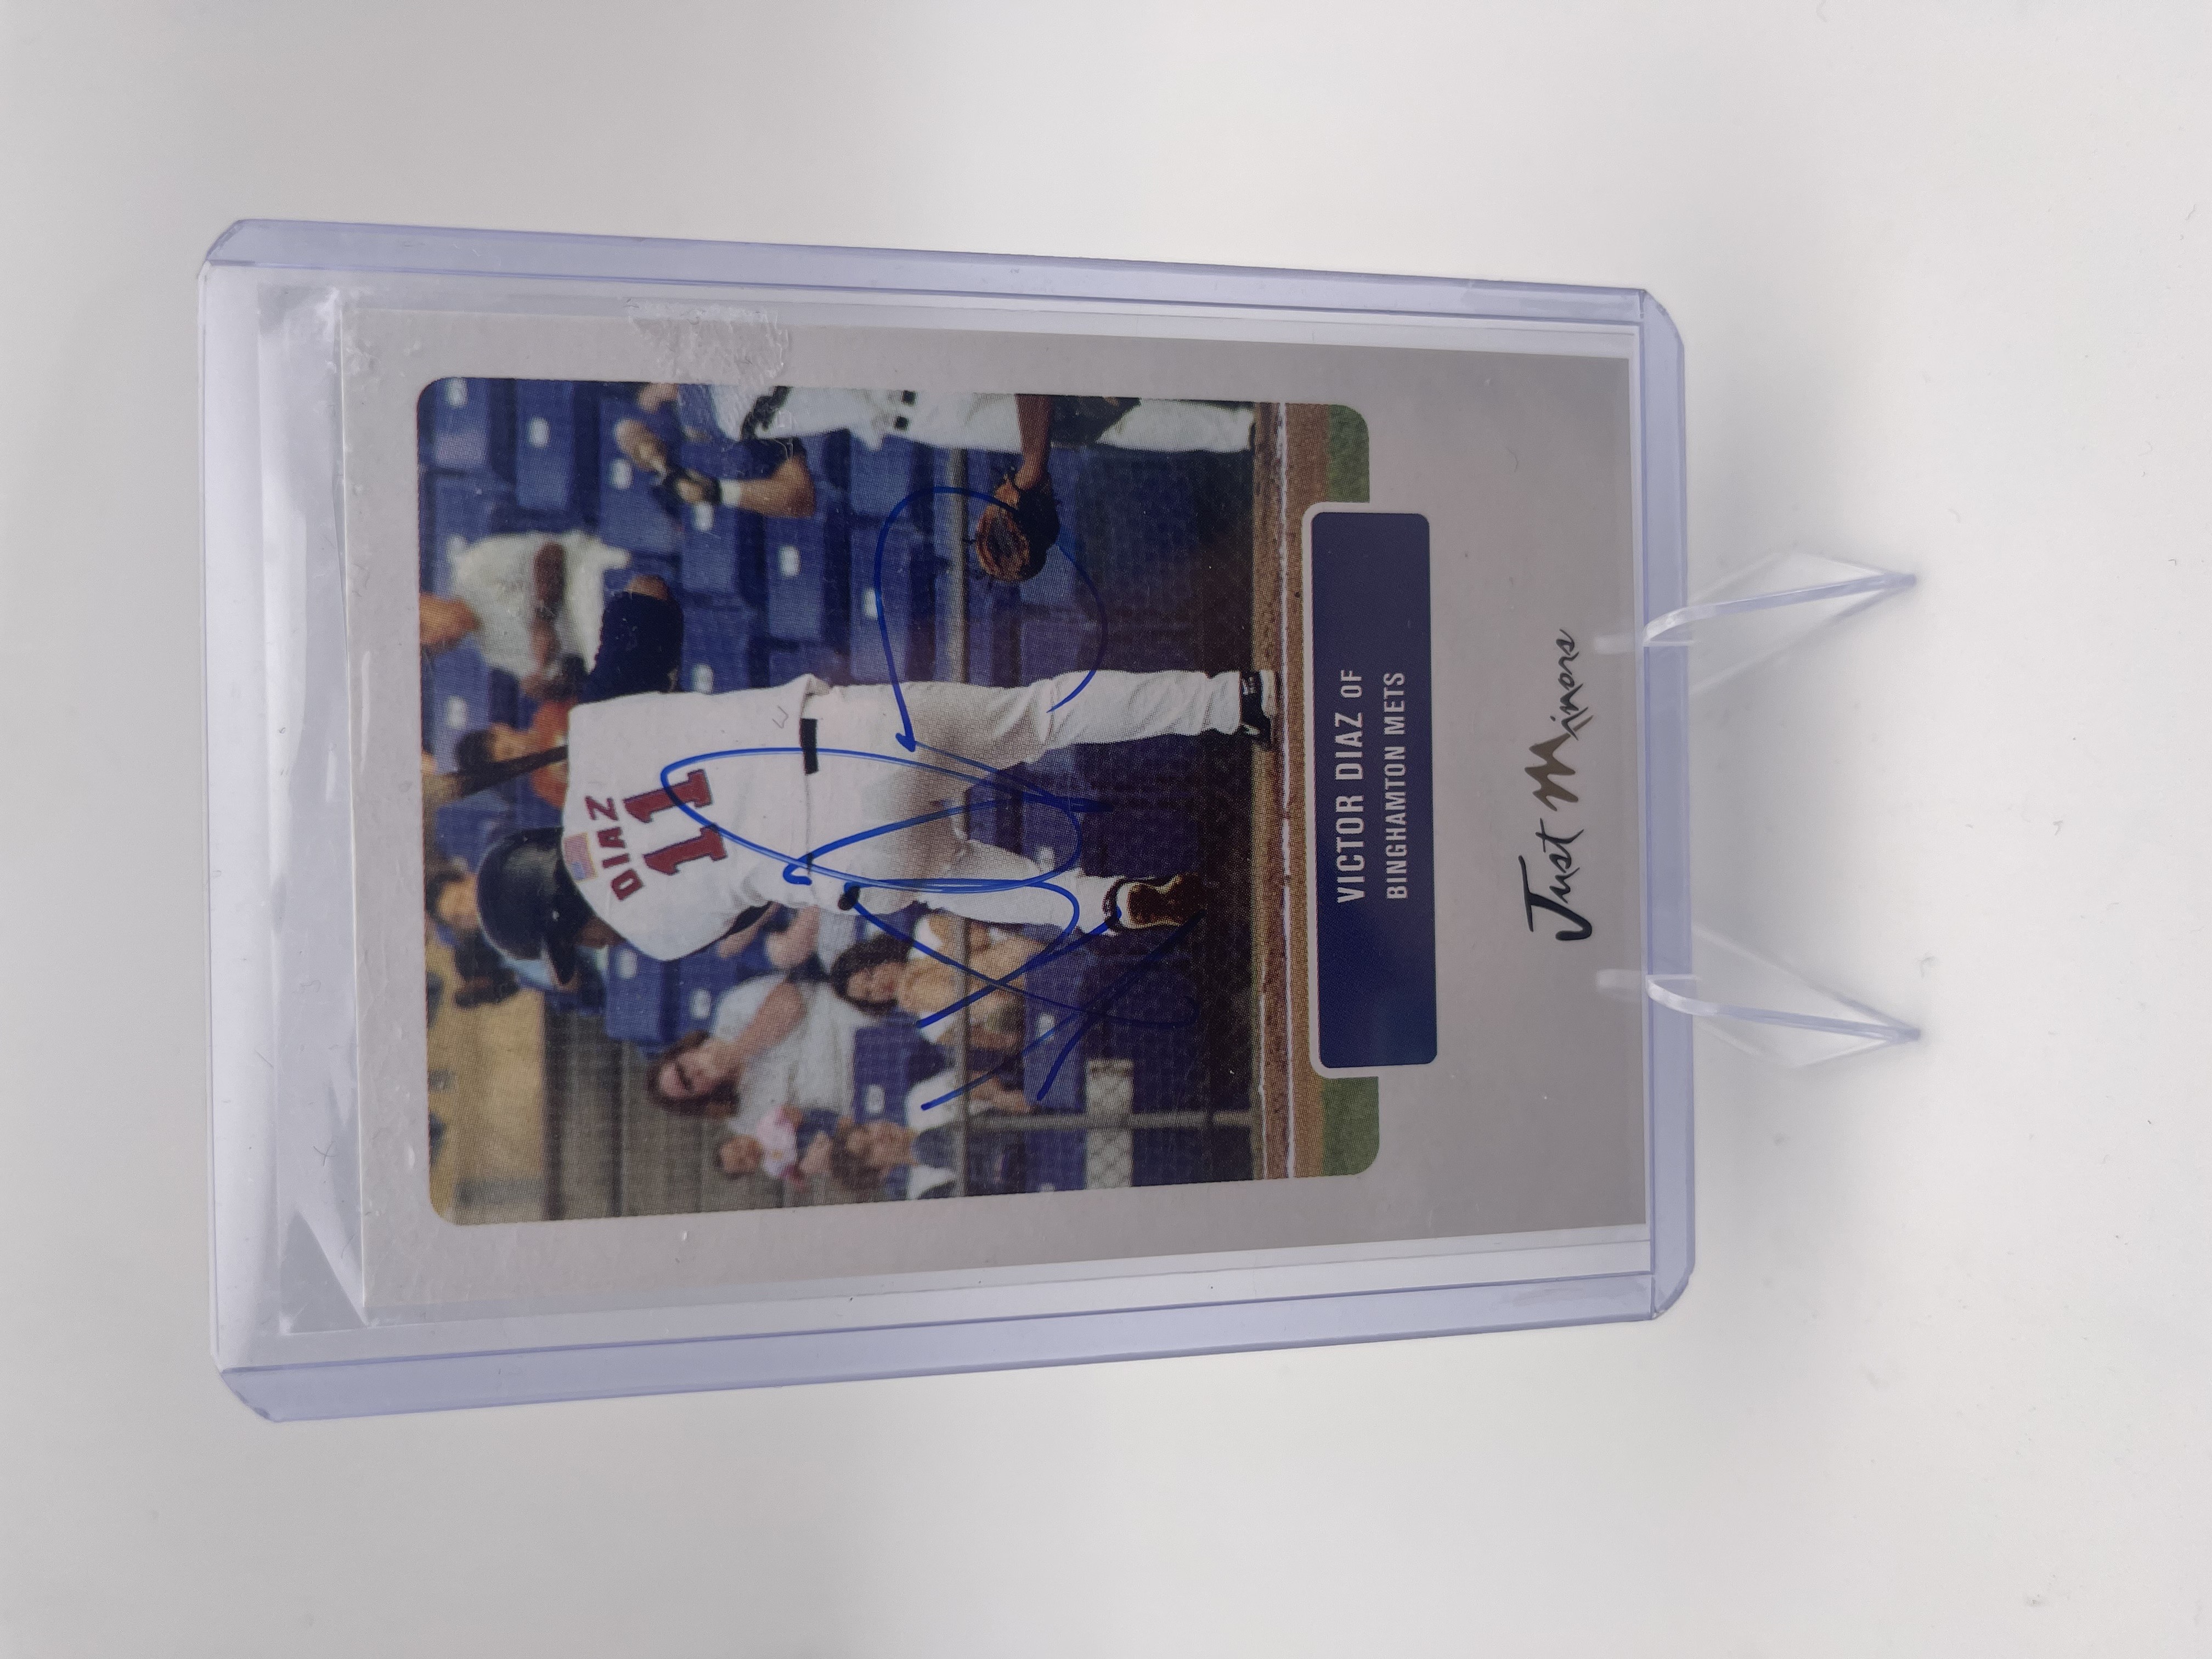 DIAZ
11
VICTOR DIAZ OF
BINGHAMTON METS
Just Minors